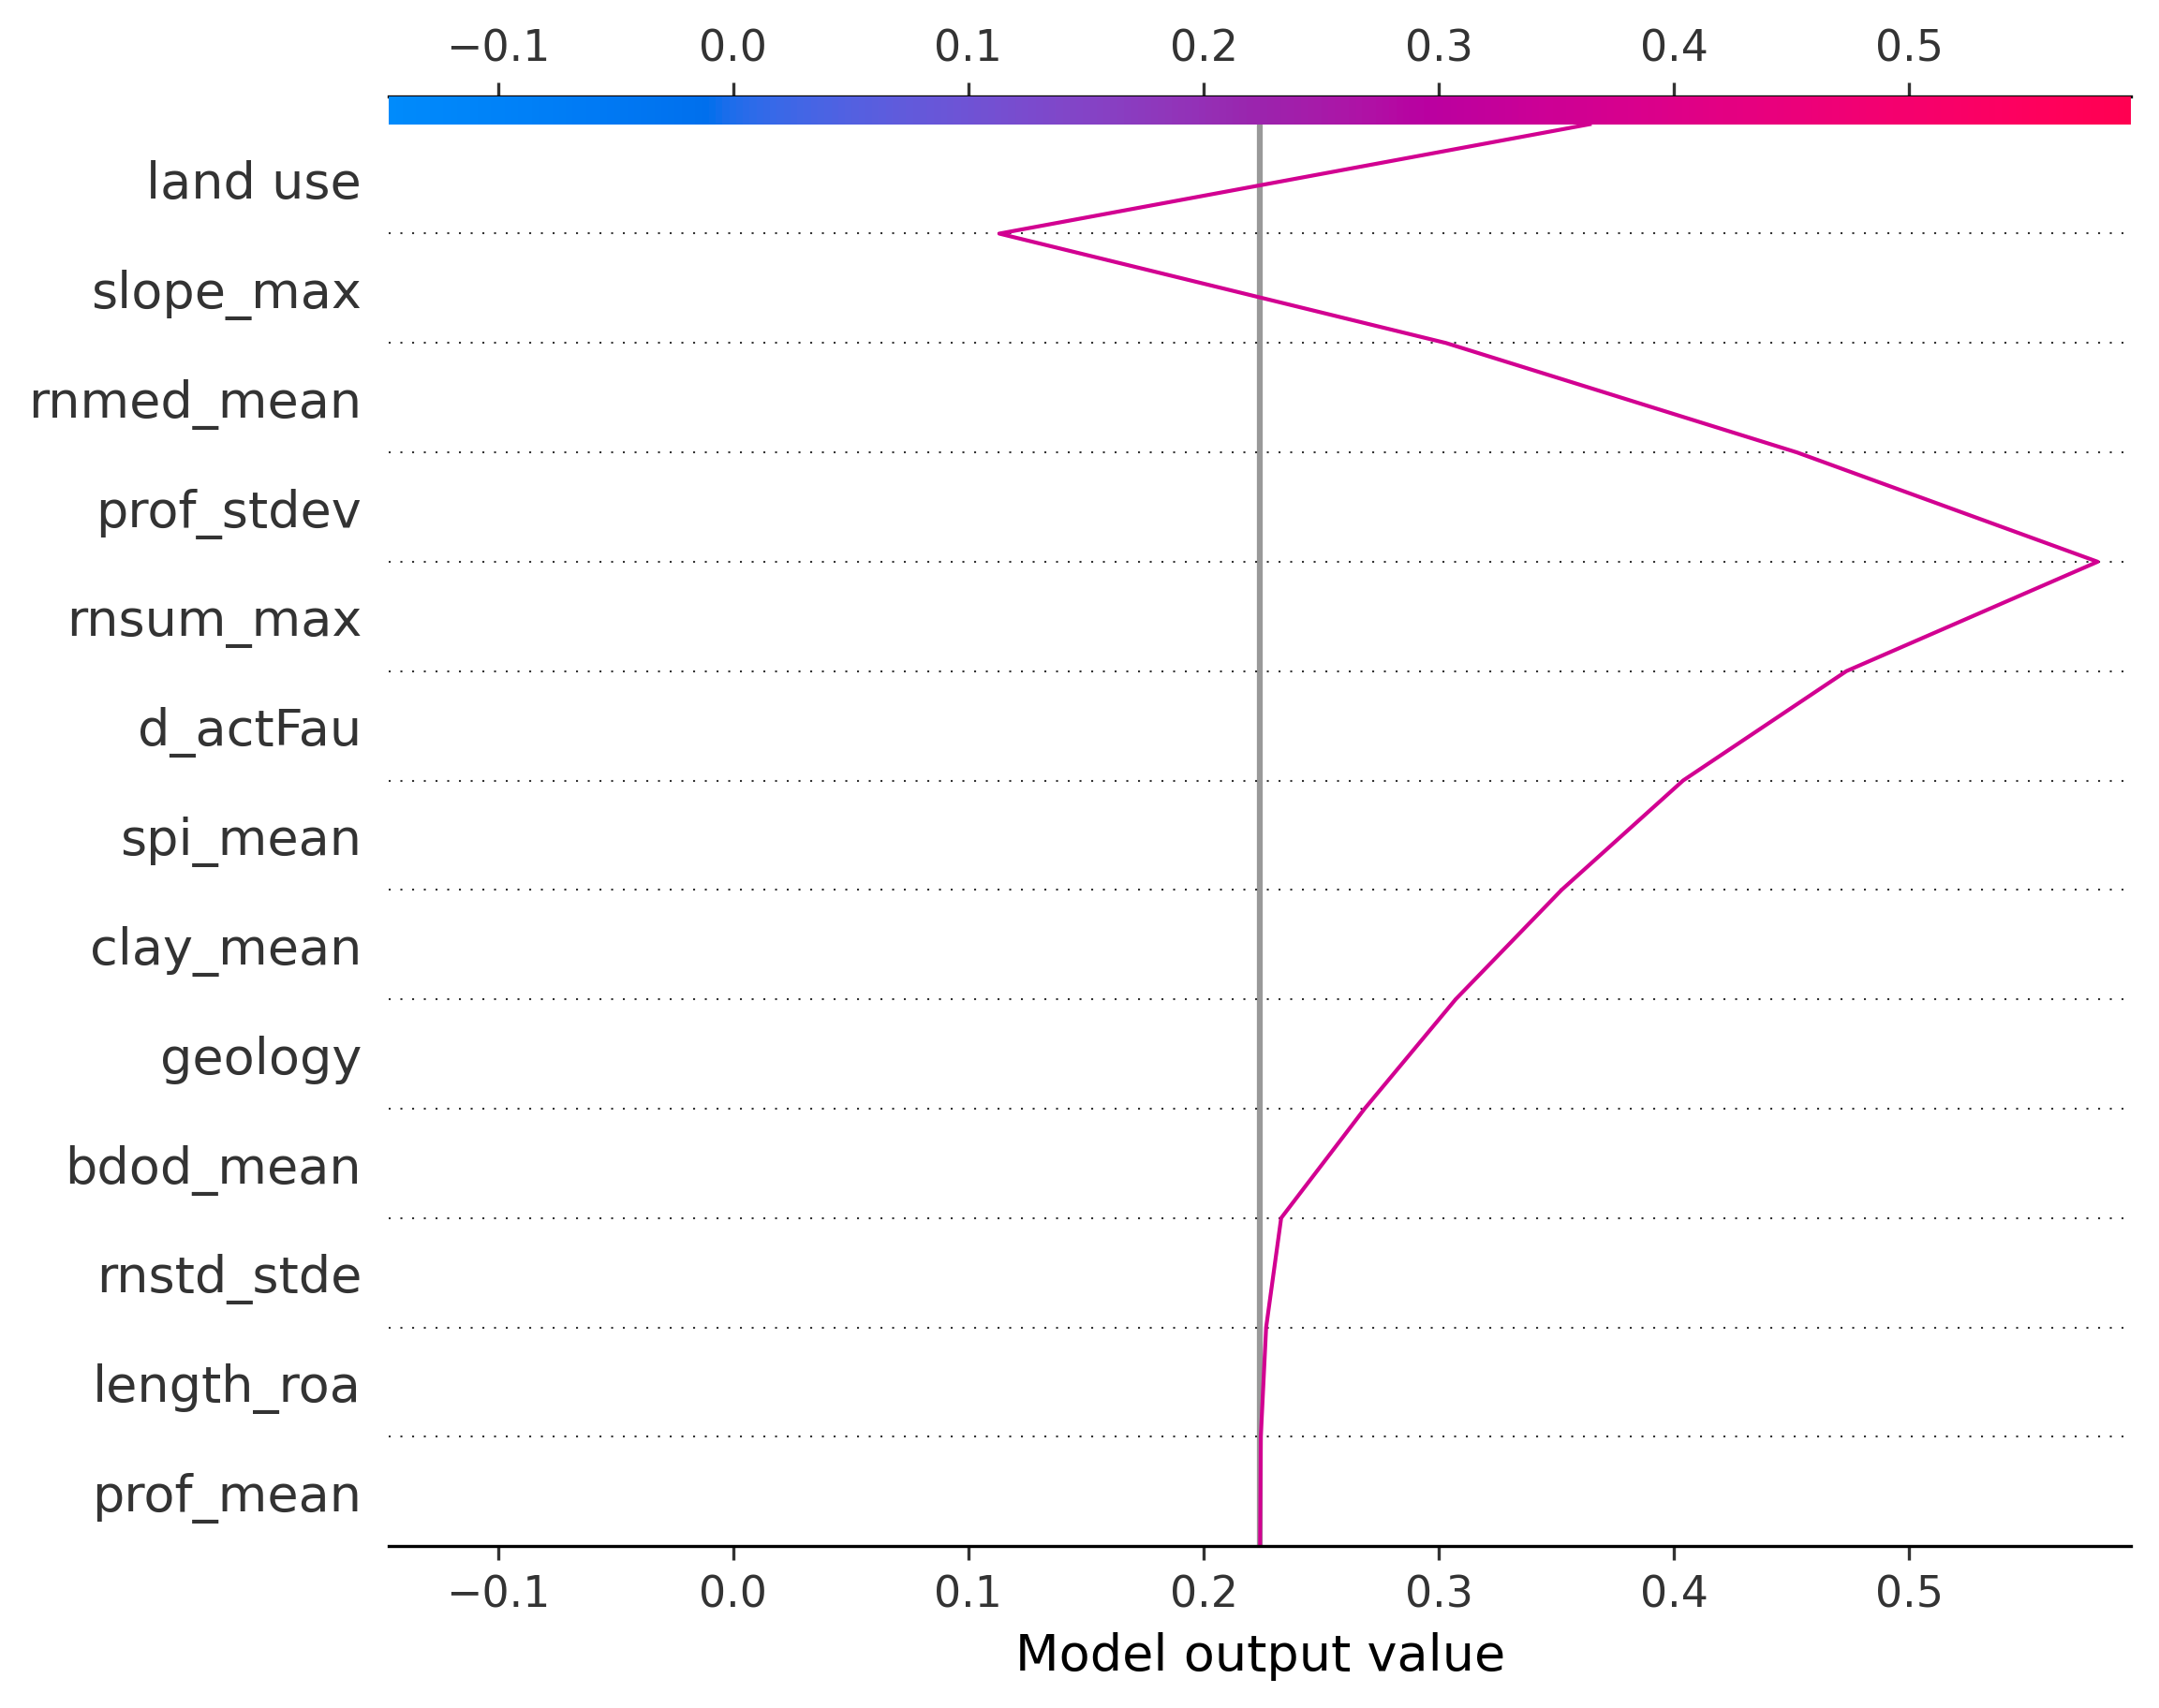 −0.1 0.0 0.1 0.2 0.3 0.4 0.5
land use
slope_max
rnmed_mean
prof_stdev
rnsum_max
d_actFau
spi_mean
clay_mean
geology
bdod_mean
rnstd_stde
length_roa
prof_mean
−0.1 0.0 0.1 0.2 0.3 0.4 0.5
Model output value